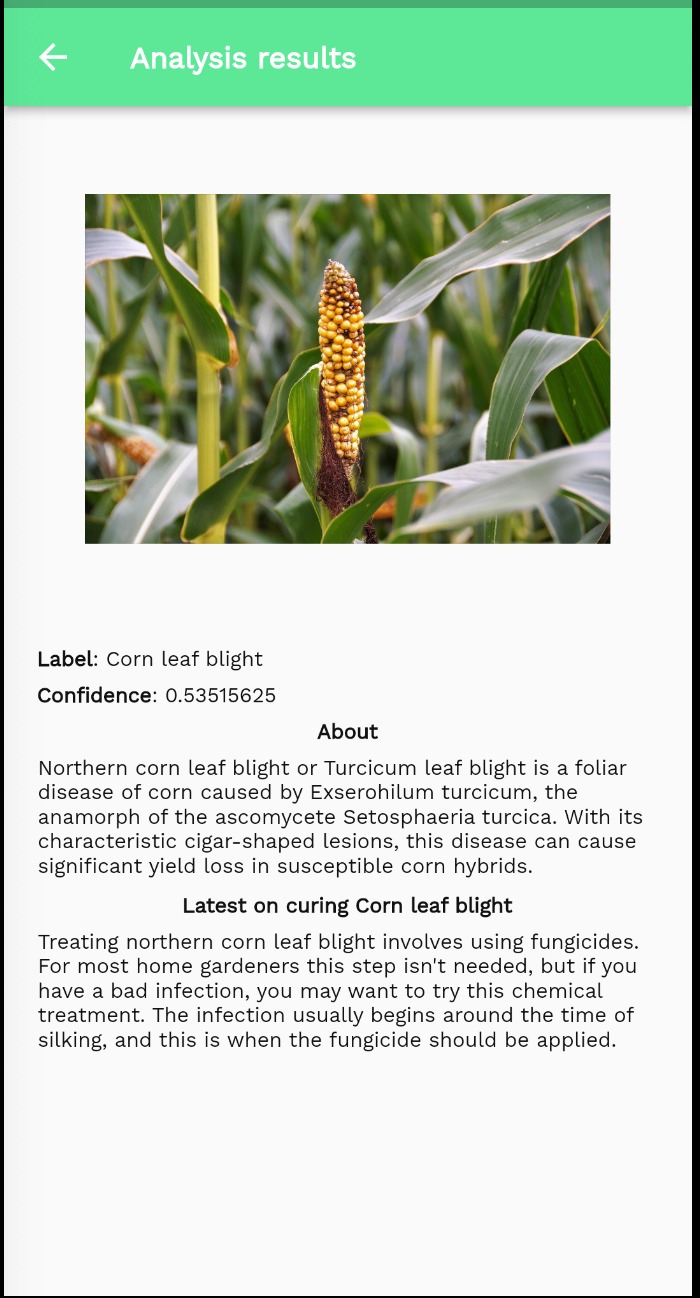 Analysis results
Label: Corn leaf blight
Confidence: 0.53515625
About
Northern corn leaf blight or Turcicum leaf blight is a foliar
disease of corn caused by Exserohilum turcicum, the
anamorph of the ascomycete Setosphaeria turcica. With its
characteristic cigar-shaped lesions, this disease can cause
significant yield loss in susceptible corn hybrids.
Latest on curing Corn leaf blight
Treating northern corn leaf blight involves using fungicides.
For most home gardeners this step isn't needed, but if you
have a bad infection, you may want to try this chemical
treatment. The infection usually begins around the time of
silking, and this is when the fungicide should be applied.